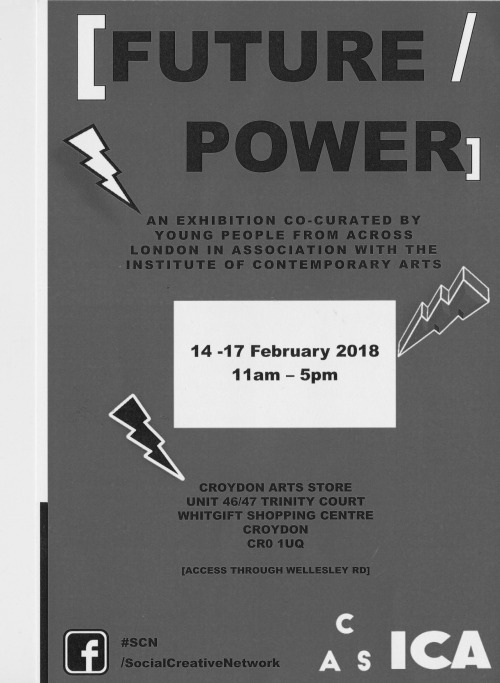 [FUTURE /
POWER]
AN EXHIBITION CO-CURATED BY
YOUNG PEOPLE FROM ACROSS
LONDON IN ASSOCIATION WITH THE
INSTITUTE OF CONTEMPORARY ARTS
14 -17 February 2018
11am – 5pm
CROYDON ARTS STORE
UNIT 46/47 TRINITY COURT
WHITGIFT SHOPPING CENTRE
CROYDON
CR0 1UQ
[ACCESS THROUGH WELLESLEY RD]
f
#SCN
/SocialCreativeNetwork
C
A S
ICA